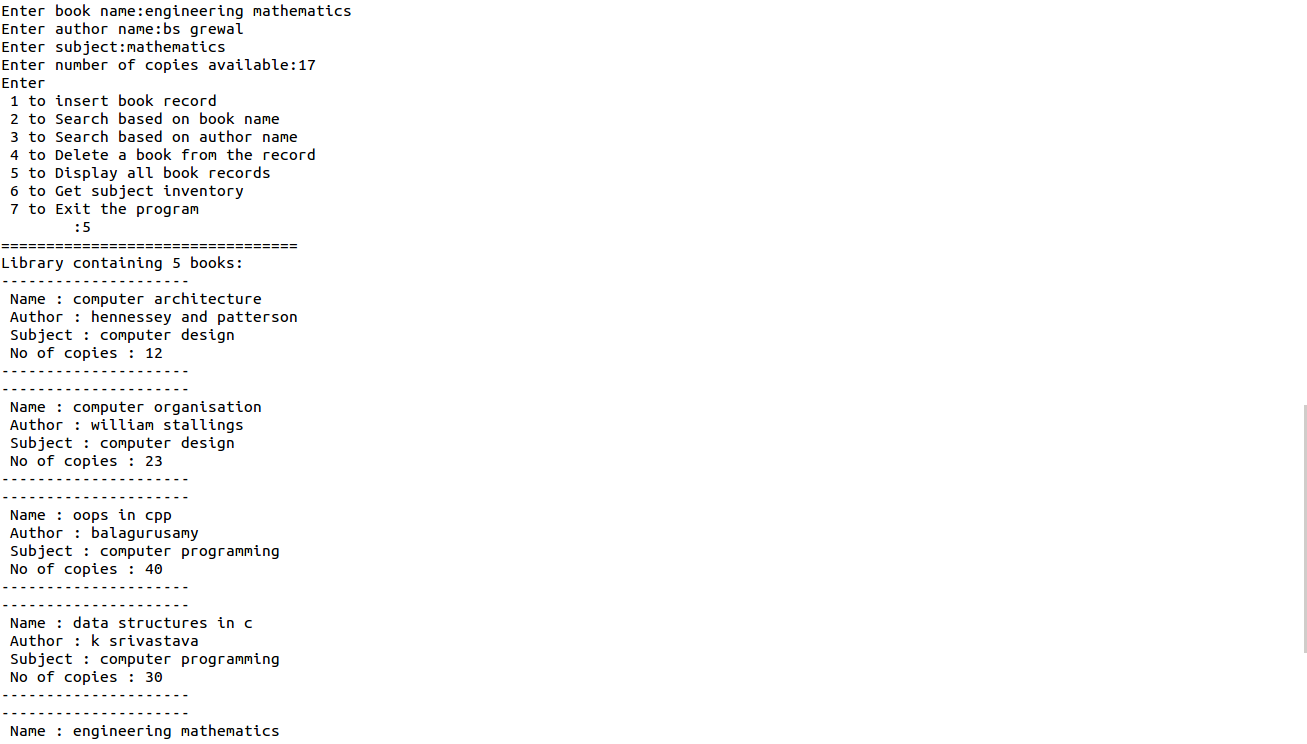 Enter book name:engineering mathematics
Enter author name:bs grewal
Enter subject:mathematics
Enter number of copies available:17
Enter
 1 to insert book record
 2 to Search based on book name
 3 to Search based on author name
 4 to Delete a book from the record
 5 to Display all book records
 6 to Get subject inventory
 7 to Exit the program
        :5
=================================
Library containing 5 books:
---------------------
 Name : computer architecture
 Author : hennessey and patterson
 Subject : computer design
 No of copies : 12
---------------------
---------------------
 Name : computer organisation
 Author : william stallings
 Subject : computer design
 No of copies : 23
---------------------
---------------------
 Name : oops in cpp
 Author : balagurusamy
 Subject : computer programming
 No of copies : 40
---------------------
---------------------
 Name : data structures in c
 Author : k srivastava
 Subject : computer programming
 No of copies : 30
---------------------
---------------------
 Name : engineering mathematics